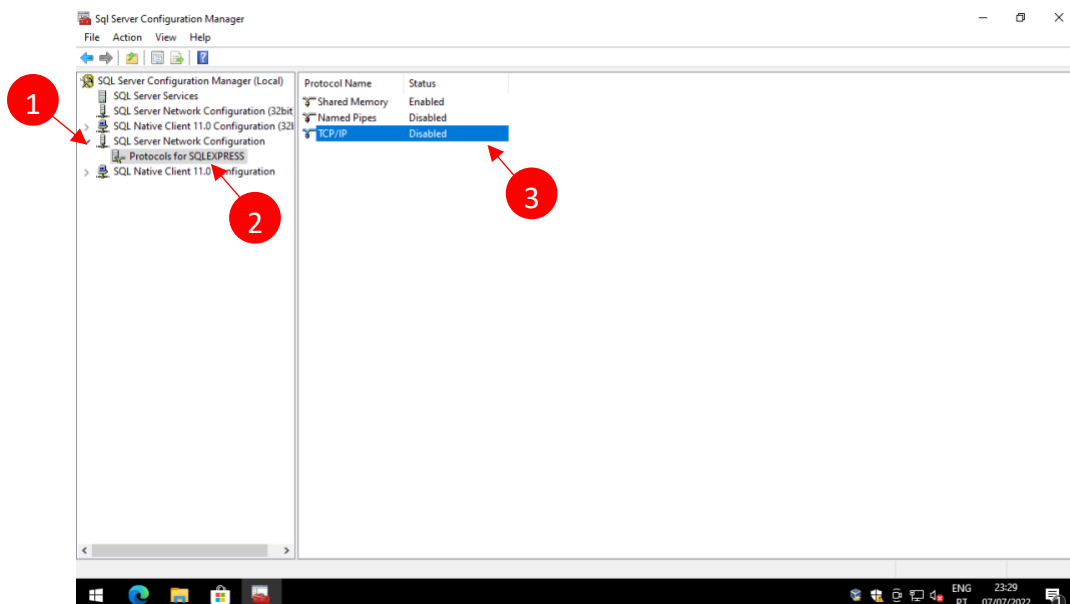 Sql Server Configuration Manager
File Action View Help
SQL Server Configuration Manager (Local)
SQL Server Services
SQL Server Network Configuration (32bit
SQL Native Client 11.0 Configuration (32
SQL Server Network Configuration
Protocols for SQLEXPRESS
SQL Native Client 11.0 nfiguration
Protocol Name Status
Shared Memory Enabled
Named Pipes Disabled
TCP/IP Disabled
1
2
3
ENG 23:29
PT 07/07/2022
1